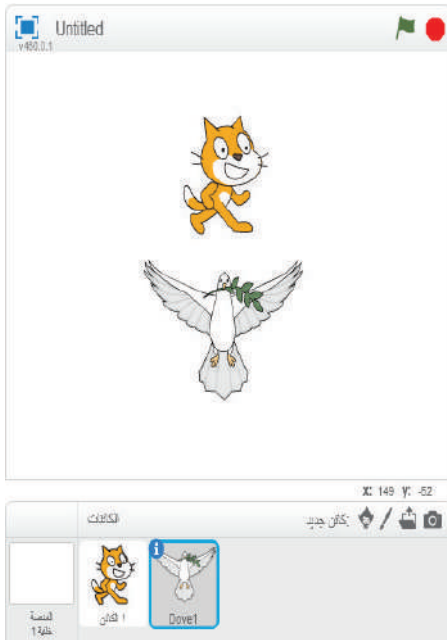 Untitled
v460.0.1
x: 149 y: -52
الكائنات
كائن جديد:
المنصة
خلفية 1
الكائن 1
Dove1